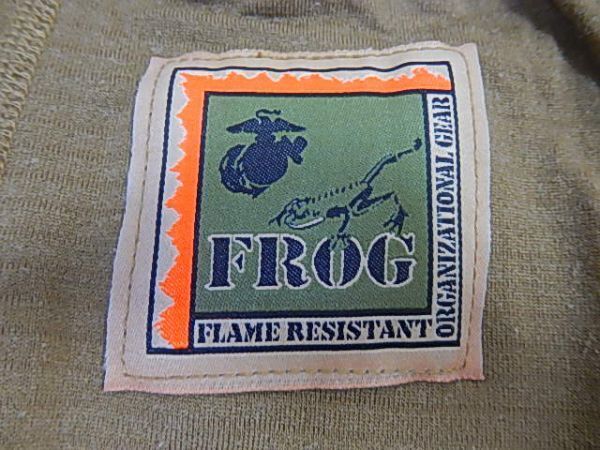 FROG
FLAME RESISTANT
ORGANIZATIONAL GEAR